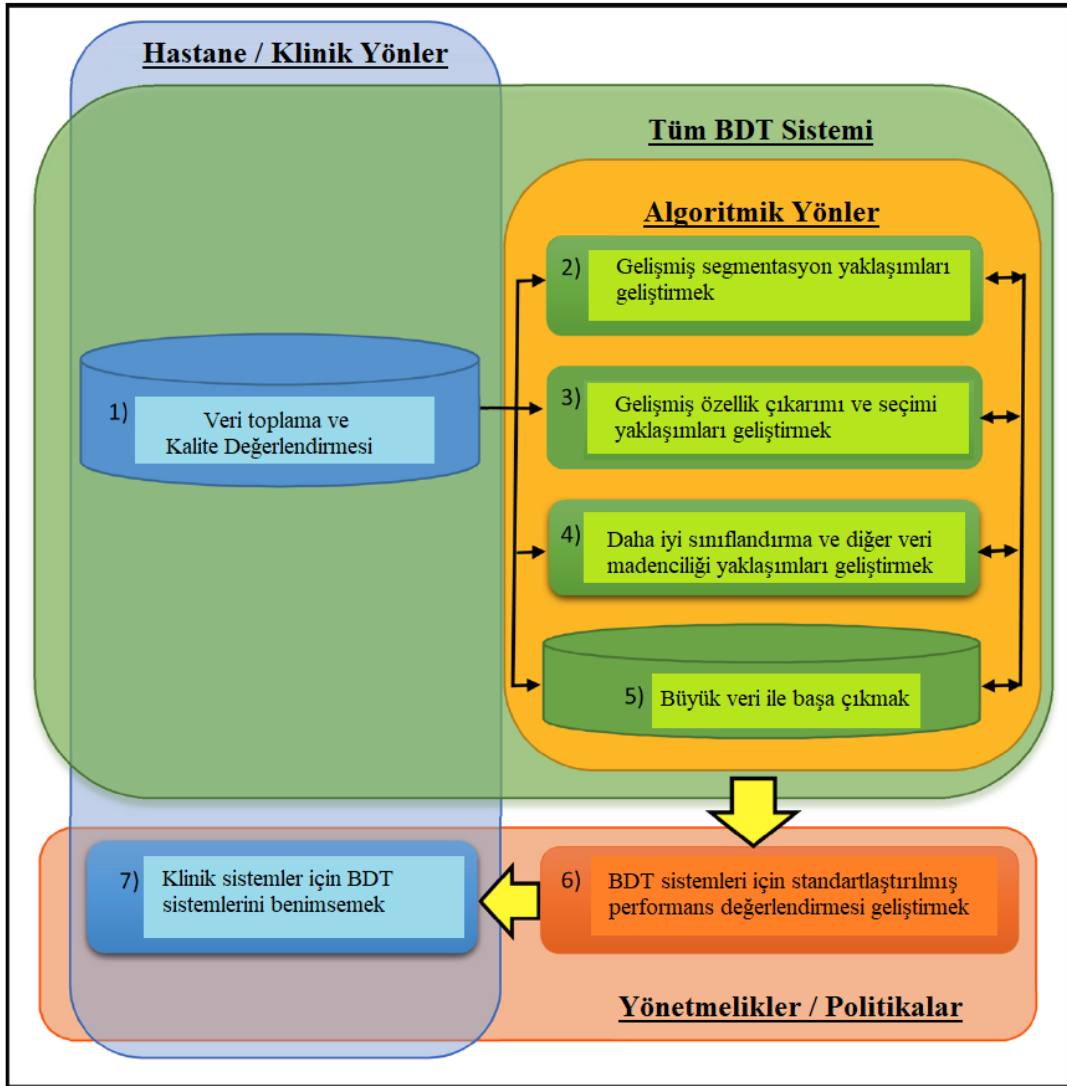 Hastane / Klinik Yönler
Tüm BDT Sistemi
Algoritmik Yönler
2) Gelişmiş segmentasyon yaklaşımları
geliştirmek
1) Veri toplama ve
Kalite Değerlendirmesi
3) Gelişmiş özellik çıkarımı ve seçimi
yaklaşımları geliştirmek
4) Daha iyi sınıflandırma ve diğer veri
madenciliği yaklaşımları geliştirmek
5) Büyük veri ile başa çıkmak
6) BDT sistemleri için standartlaştırılmış
performans değerlendirmesi geliştirmek
7) Klinik sistemler için BDT
sistemlerini benimsemek
Yönetmelikler / Politikalar